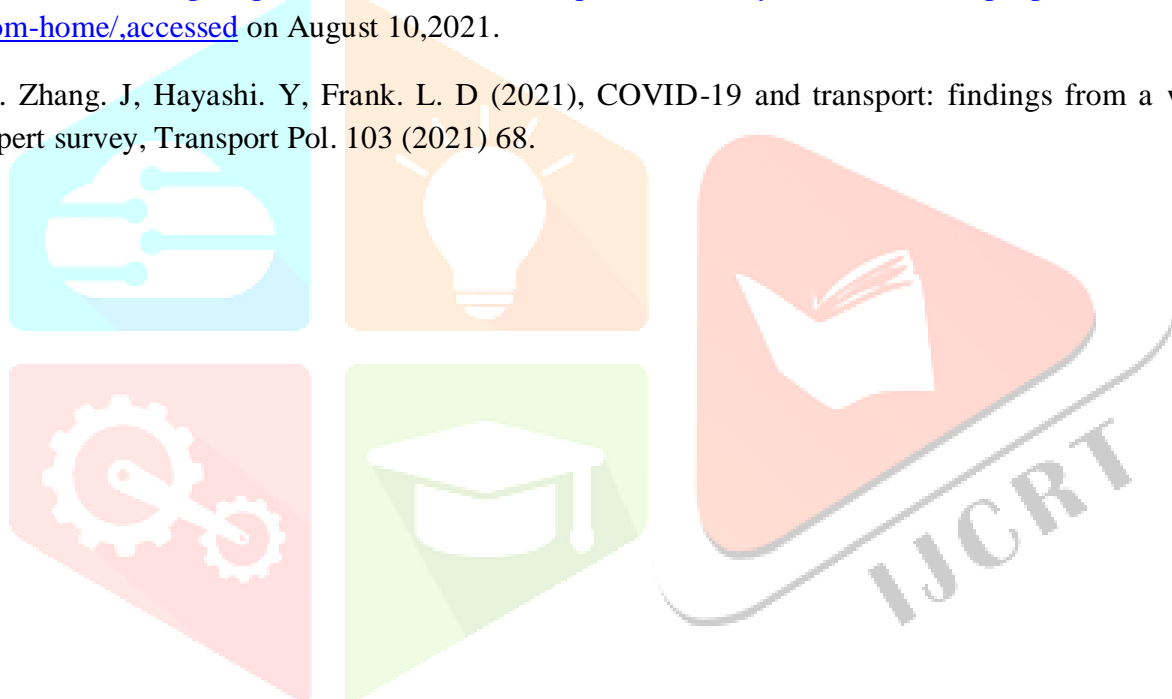 om-home/,accessed on August 10,2021.
. Zhang. J, Hayashi. Y, Frank. L. D (2021), COVID-19 and transport: findings from a
pert survey, Transport Pol. 103 (2021) 68.
IJCRT